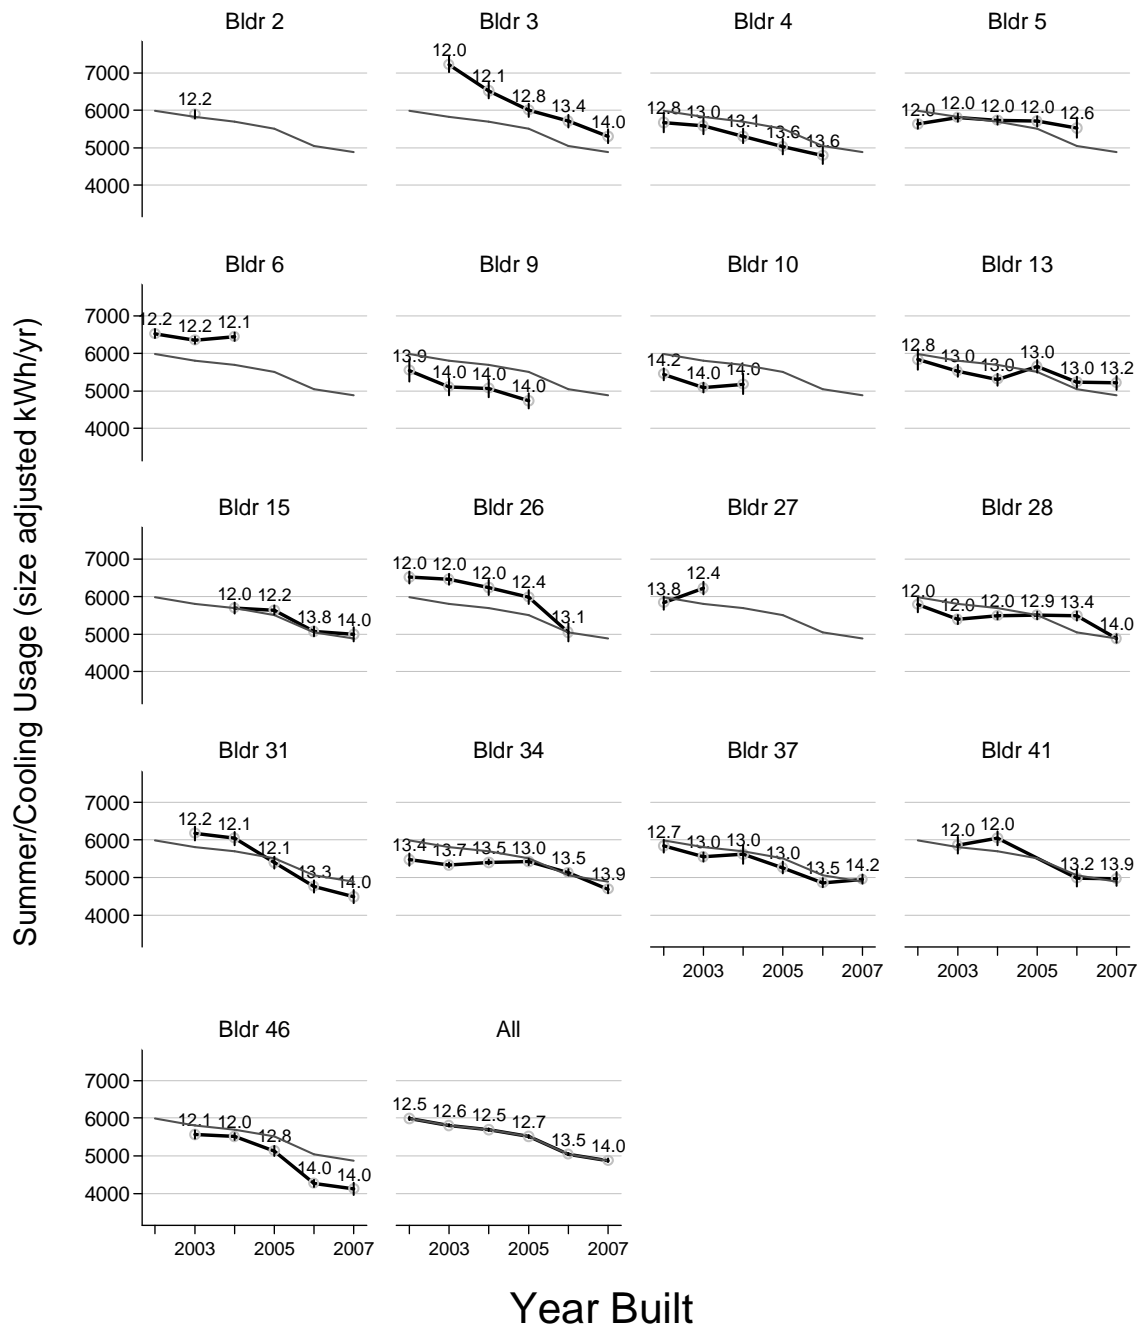 Bldr 2 Bldr 3 Bldr 4 Bldr 5
7000
6000
5000
4000
12.2
12.0 12.1 12.8 13.4 14.0
12.8 13.0 13.1 13.6 13.6
12.0 12.0 12.0 12.0 12.6
Bldr 6 Bldr 9 Bldr 10 Bldr 13
7000
6000
5000
4000
12.2 12.2 12.1
13.9 14.0 14.0 14.0
14.2 14.0 14.0
12.8 13.0 13.0 13.0 13.0 13.2
Bldr 15 Bldr 26 Bldr 27 Bldr 28
7000
6000
5000
4000
12.0 12.2 13.8 14.0
12.0 12.0 12.0 12.4 13.1
13.8 12.4
12.0 12.0 12.0 12.9 13.4 14.0
Bldr 31 Bldr 34 Bldr 37 Bldr 41
7000
6000
5000
4000
12.2 12.1 12.1 13.3 14.0
13.4 13.7 13.5 13.0 13.5 13.9
12.7 13.0 13.0 13.0 13.5 14.2
12.0 12.0 13.2 13.9
2003 2005 2007 2003 2005 2007
Bldr 46 All
7000
6000
5000
4000
12.1 12.0 12.8 14.0 14.0
12.5 12.6 12.5 12.7 13.5 14.0
2003 2005 2007 2003 2005 2007
Summer/Cooling Usage (size adjusted kWh/yr)
Year Built